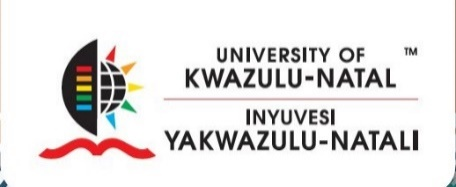 UNIVERSITY OF ™
KWAZULU-NATAL
INYUVESI
YAKWAZULU-NATALI